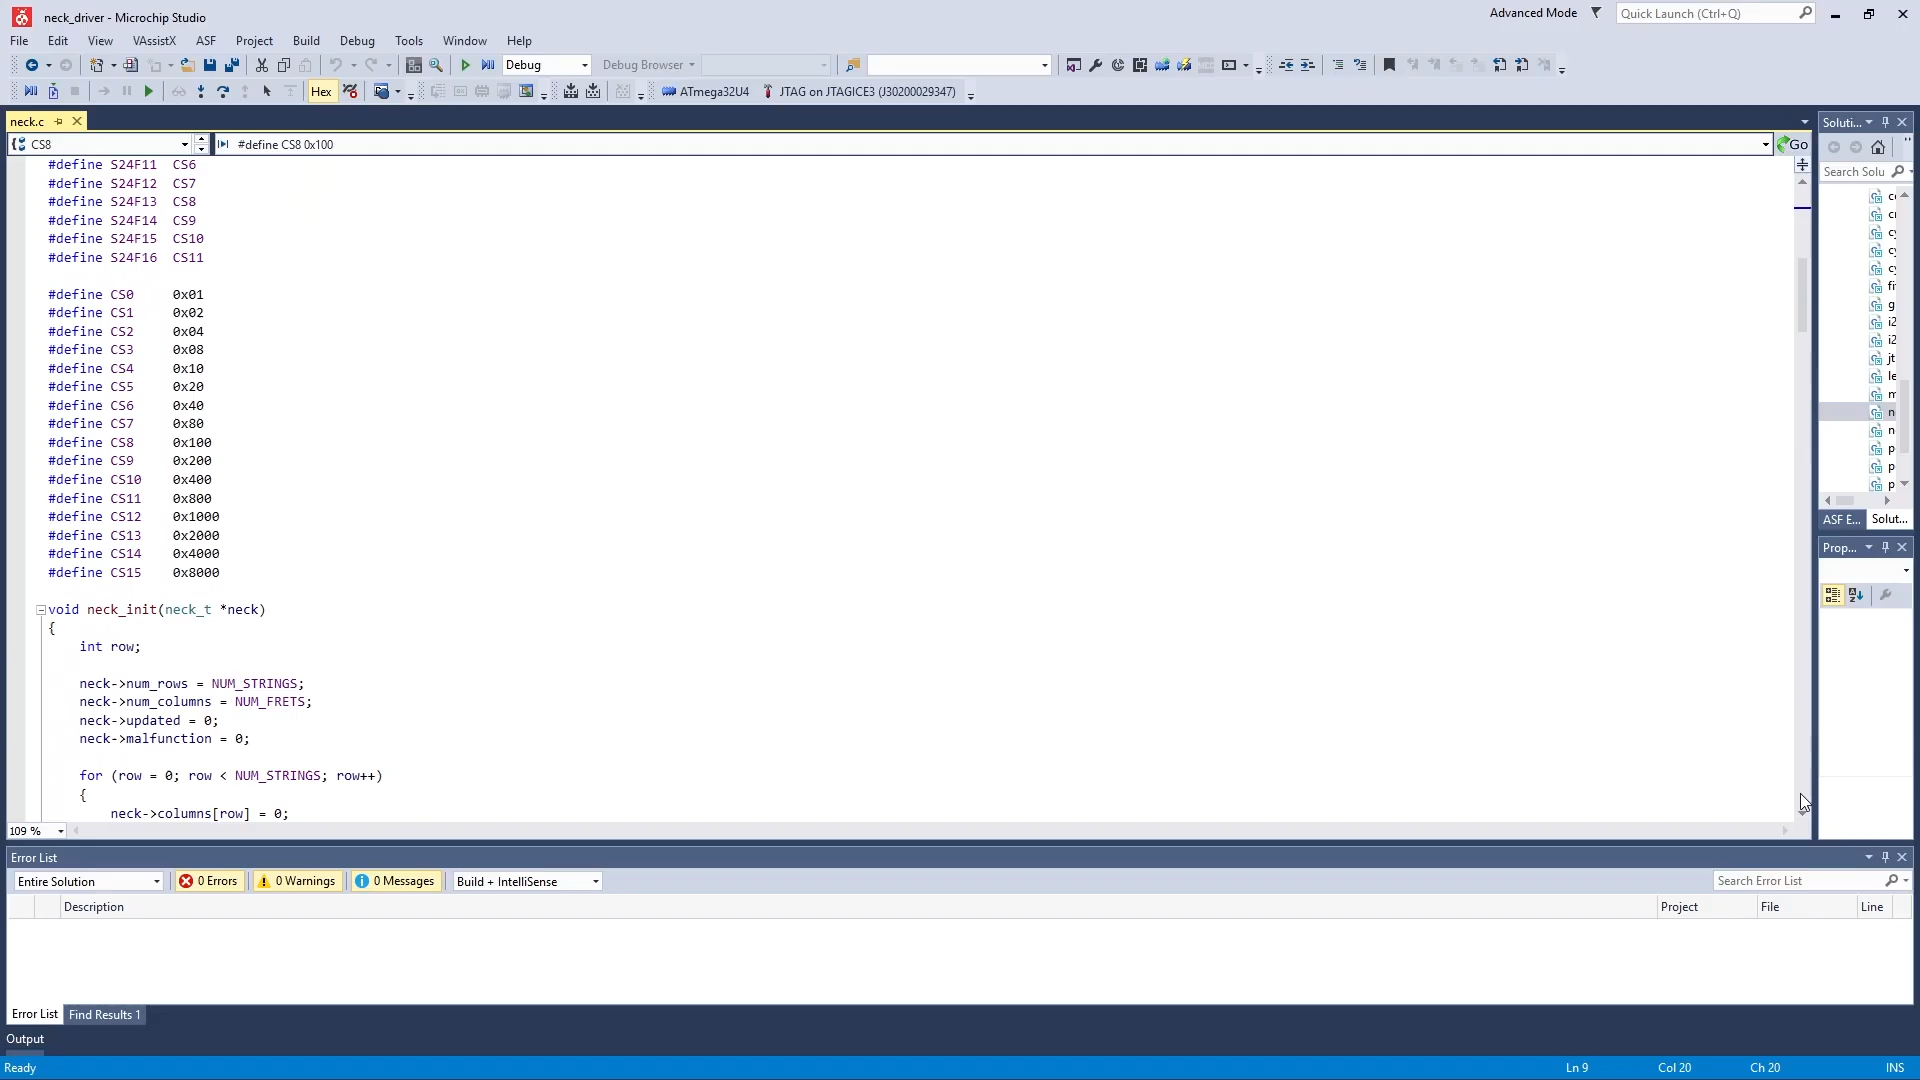 neck_driver - Microchip Studio
Advanced Mode
Quick Launch (Ctrl+Q)
File Edit View VAssistX ASF Project Build Debug Tools Window Help
Debug
Debug Browser
Hex
ATmega32U4
JTAG on JTAGICE3 (J30200029347)
neck.c
CS8
#define CS8 0x100
Go
#define S24F11 CS6
#define S24F12 CS7
#define S24F13 CS8
#define S24F14 CS9
#define S24F15 CS10
#define S24F16 CS11
#define CS0 0x01
#define CS1 0x02
#define CS2 0x04
#define CS3 0x08
#define CS4 0x10
#define CS5 0x20
#define CS6 0x40
#define CS7 0x80
#define CS8 0x100
#define CS9 0x200
#define CS10 0x400
#define CS11 0x800
#define CS12 0x1000
#define CS13 0x2000
#define CS14 0x4000
#define CS15 0x8000
void neck_init(neck_t *neck)
{
int row;
neck->num_rows = NUM_STRINGS;
neck->num_columns = NUM_FRETS;
neck->updated = 0;
neck->malfunction = 0;
for (row = 0; row < NUM_STRINGS; row++)
{
neck->columns[row] = 0;
109 %
Soluti...
Search Solu
cy
cy
fi
g
i2
i2
jt
le
m
n
n
p
p
p
ASF E... Solut...
Prop...
Error List
Entire Solution
0 Errors
0 Warnings
0 Messages
Build + IntelliSense
Search Error List
Description Project File Line
Error List Find Results 1
Output
Ready
Ln 9 Col 20 Ch 20 INS